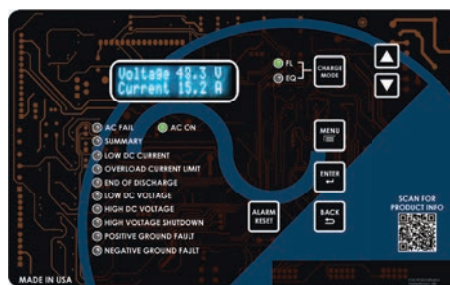 Voltage 48.3 V
Current 15.2 A
FL
EQ
CHARGE
MODE
AC FAIL
AC ON
SUMMARY
LOW DC CURRENT
OVERLOAD CURRENT LIMIT
END OF DISCHARGE
LOW DC VOLTAGE
HIGH DC VOLTAGE
HIGH VOLTAGE SHUTDOWN
POSITIVE GROUND FAULT
NEGATIVE GROUND FAULT
MENU
ENTER
BACK
ALARM
RESET
SCAN FOR
PRODUCT INFO
MADE IN USA